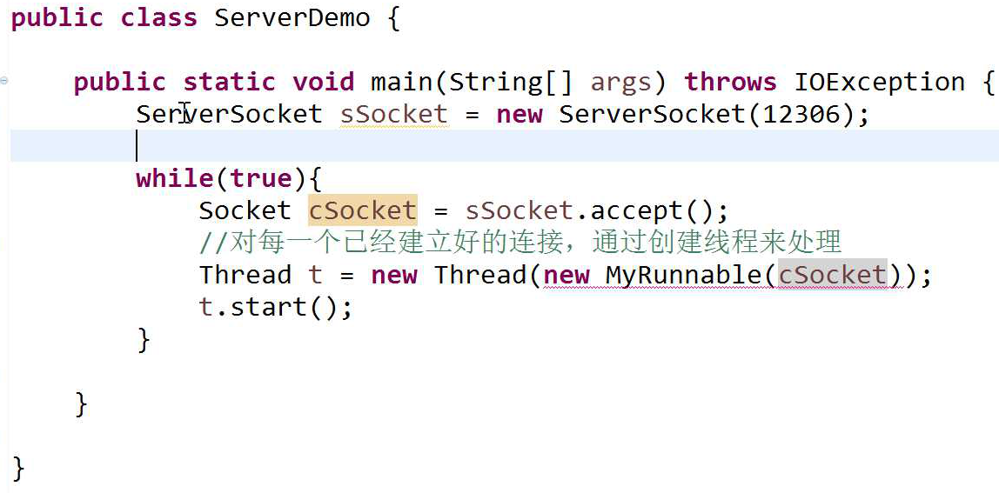 public class ServerDemo {
public static void main(String[] args) throws IOException {
ServerSocket sSocket = new ServerSocket(12306);
while(true){
Socket cSocket = sSocket.accept();
//对每一个已经建立好的连接，通过创建线程来处理
Thread t = new Thread(new MyRunnable(cSocket));
t.start();
}
}
}